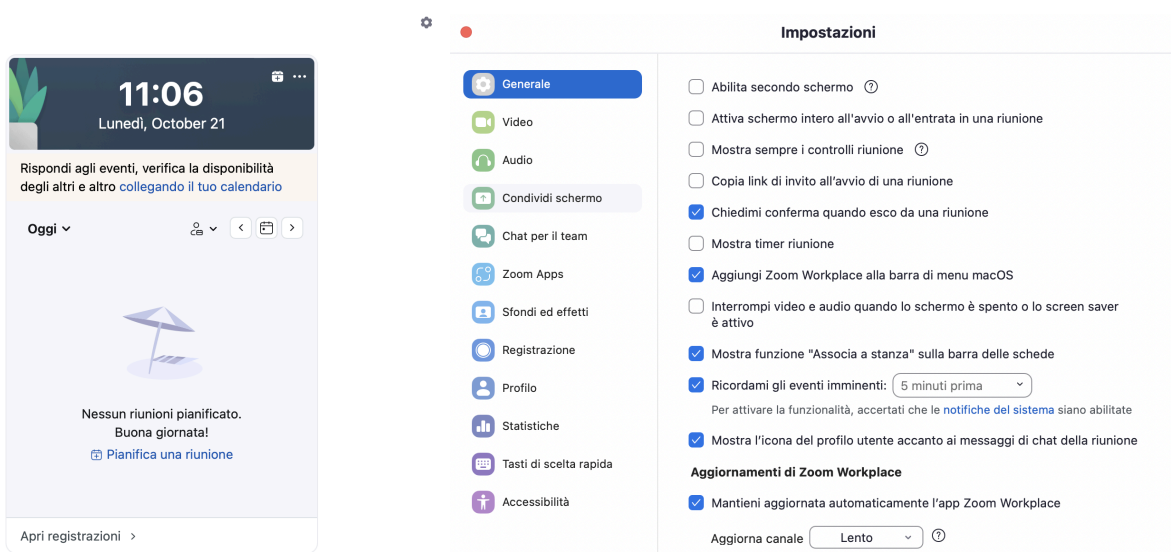 11:06
Lunedì, October 21
Rispondi agli eventi, verifica la disponibilità
degli altri e altro collegando il tuo calendario
Oggi
Nessun riunioni pianificato.
Buona giornata!
Pianifica una riunione
Apri registrazioni
Impostazioni
Generale
Video
Audio
Condividi schermo
Chat per il team
Zoom Apps
Sfondi ed effetti
Registrazione
Profilo
Statistiche
Tasti di scelta rapida
Accessibilità
Abilita secondo schermo
Attiva schermo intero all'avvio o all'entrata in una riunione
Mostra sempre i controlli riunione
Copia link di invito all’avvio di una riunione
Chiedimi conferma quando esco da una riunione
Mostra timer riunione
Aggiungi Zoom Workplace alla barra di menu macOS
Interrompi video e audio quando lo schermo è spento o lo screen saver
è attivo
Mostra funzione "Associa a stanza" sulla barra delle schede
Ricordami gli eventi imminenti: 5 minuti prima
Per attivare la funzionalità, accertati che le notifiche del sistema siano abilitate
Mostra l’icona del profilo utente accanto ai messaggi di chat della riunione
Aggiornamenti di Zoom Workplace
Mantieni aggiornata automaticamente l’app Zoom Workplace
Aggiorna canale Lento